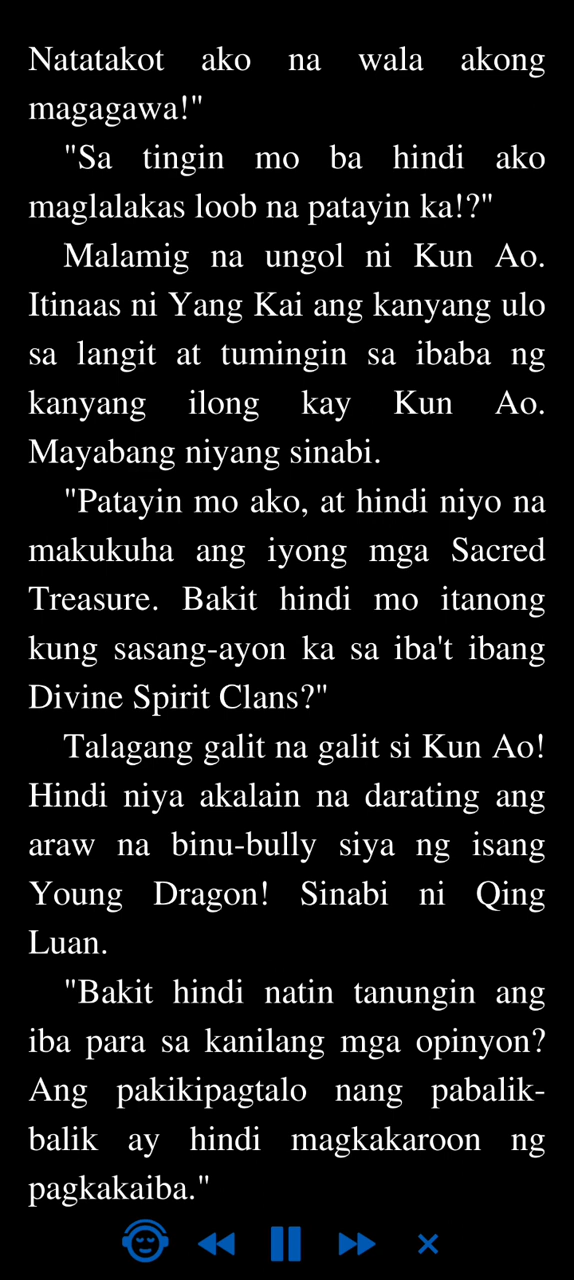 Natatakot ako na wala akong
magagawa!"
"Sa tingin mo ba hindi ako
maglalakas loob na patayin ka!?"
Malamig na ungol ni Kun Ao.
Itinaas ni Yang Kai ang kanyang ulo
sa langit at tumingin sa ibaba ng
kanyang ilong kay Kun Ao.
Mayabang niyang sinabi.
"Patayin mo ako, at hindi niyo na
makukuha ang iyong mga Sacred
Treasure. Bakit hindi mo itanong
kung sasang-ayon ka sa iba't ibang
Divine Spirit Clans?"
Talagang galit na galit si Kun Ao!
Hindi niya akalain na darating ang
araw na binu-bully siya ng isang
Young Dragon! Sinabi ni Qing
Luan.
"Bakit hindi natin tanungin ang
iba para sa kanilang mga opinyon?
Ang pakikipagtalo nang pabalik-
balik ay hindi magkakaroon ng
pagkakaiba."